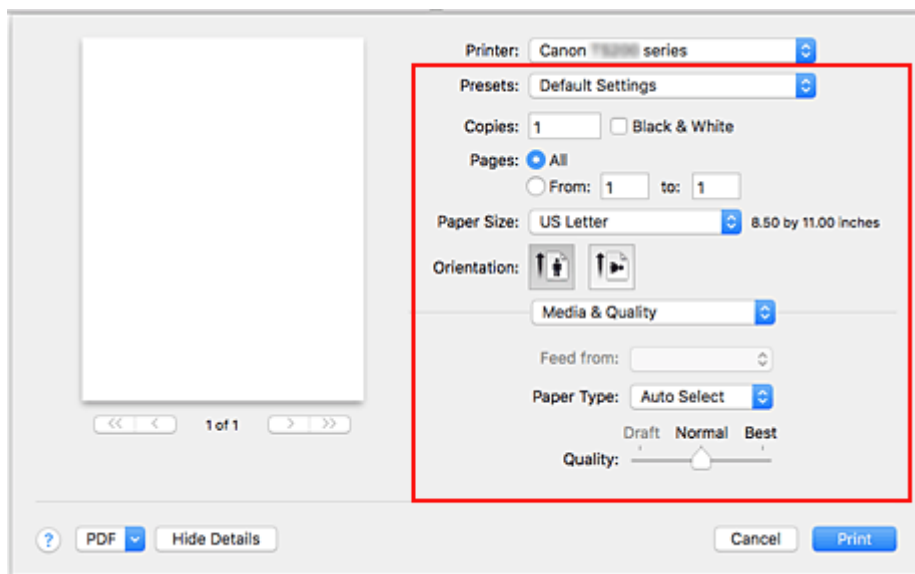 Printer: Canon series
Presets: Default Settings
Copies: 1 Black & White
Pages: All
From: 1 to: 1
Paper Size: US Letter 8.50 by 11.00 inches
Orientation:
Media & Quality
Feed from:
Paper Type: Auto Select
Draft Normal Best
Quality:
<< < 1 of 1 > >>
? PDF Hide Details Cancel Print